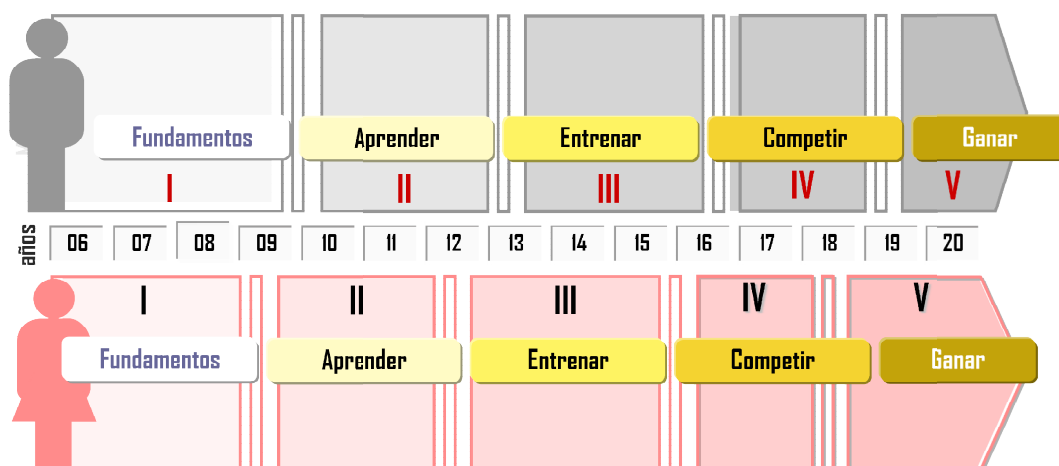 Fundamentos Aprender Entrenar Competir Ganar
I II III IV V
años 06 07 08 09 10 11 12 13 14 15 16 17 18 19 20
I II III IV V
Fundamentos Aprender Entrenar Competir Ganar